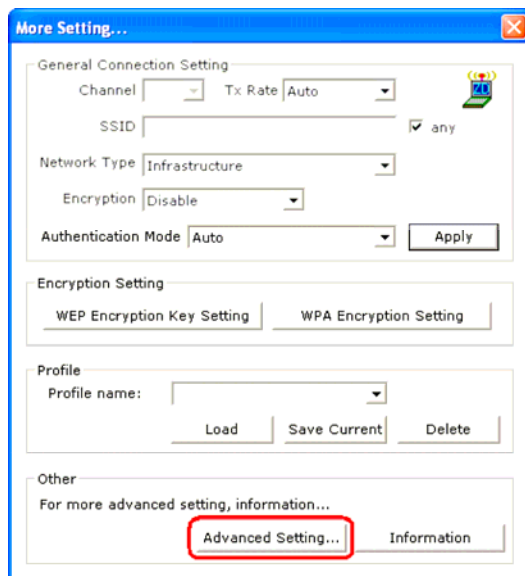 More Setting...
General Connection Setting
Channel Tx Rate Auto
SSID any
Network Type Infrastructure
Encryption Disable
Authentication Mode Auto Apply
Encryption Setting
WEP Encryption Key Setting WPA Encryption Setting
Profile
Profile name:
Load Save Current Delete
Other
For more advanced setting, information...
Advanced Setting... Information